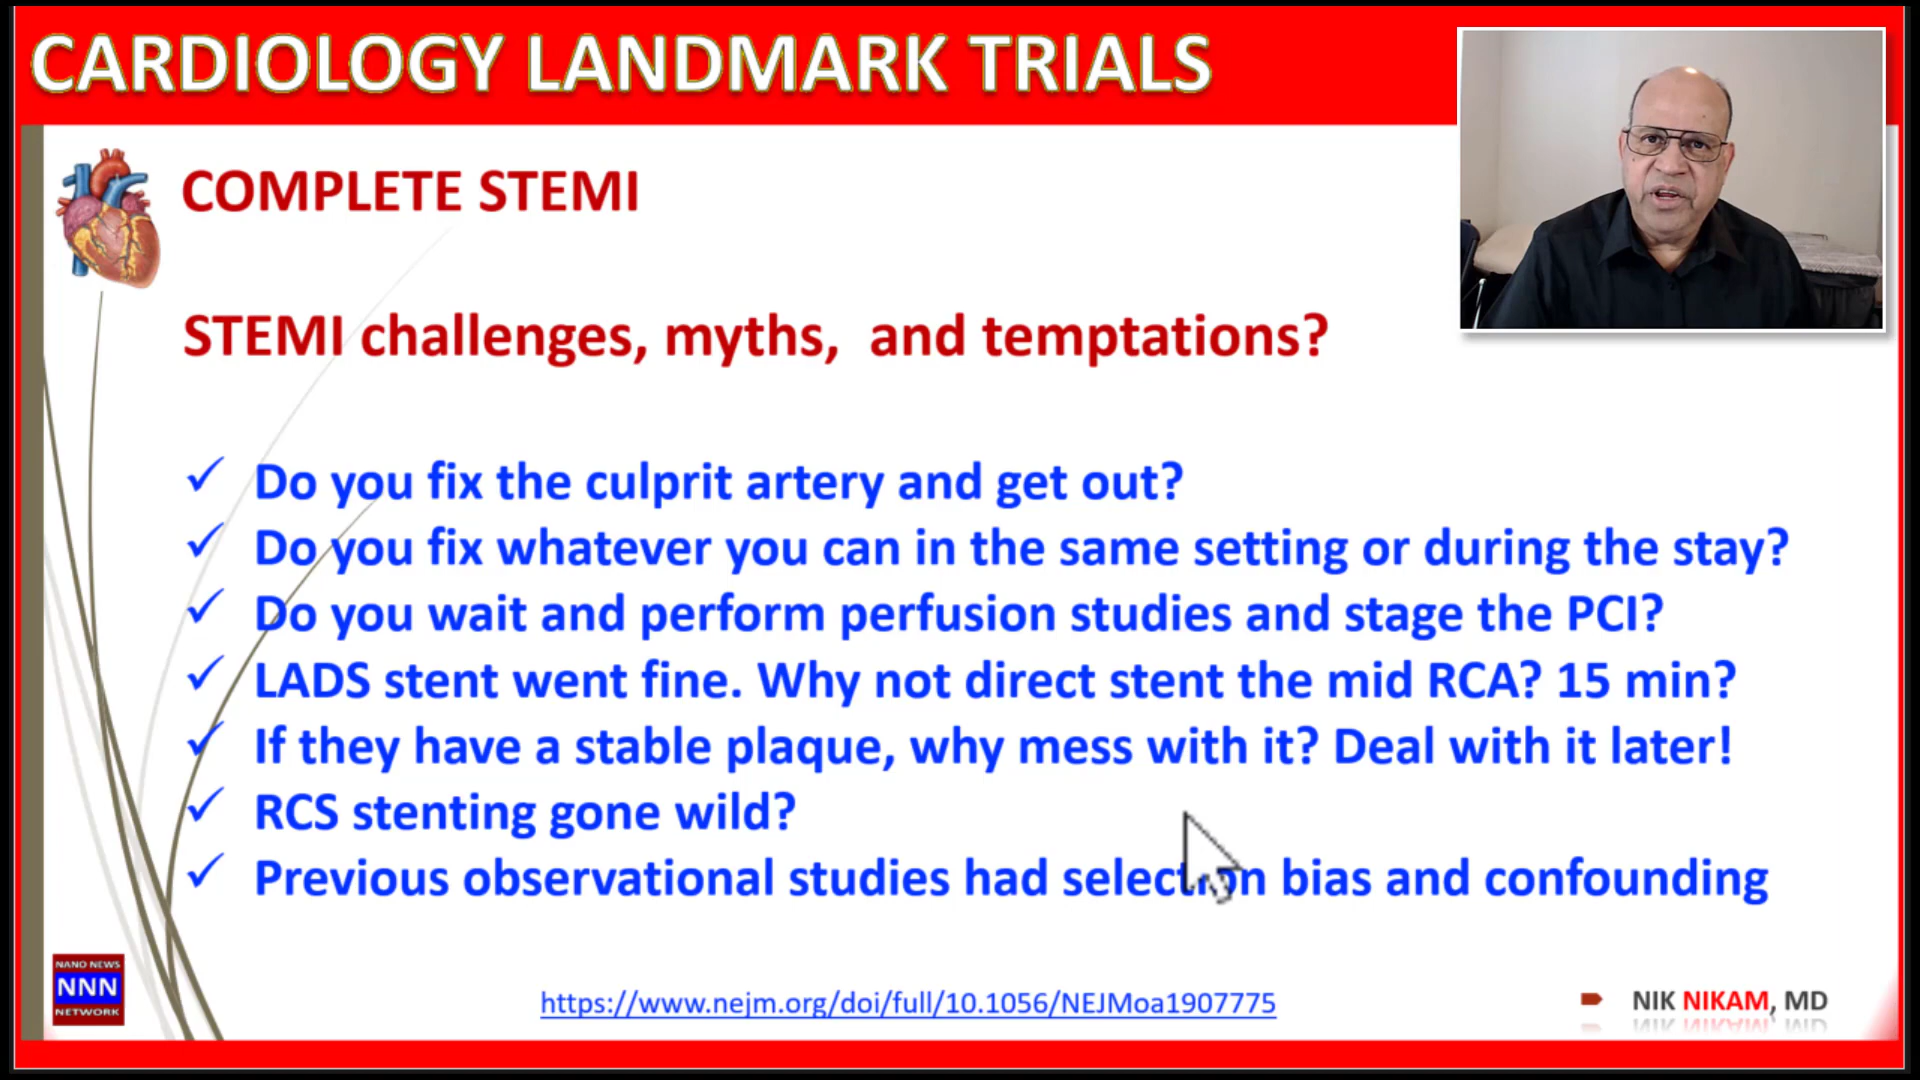 CARDIOLOGY LANDMARK TRIALS
COMPLETE STEMI
STEMI challenges, myths, and temptations?
✓ Do you fix the culprit artery and get out?
✓ Do you fix whatever you can in the same setting or during the stay?
✓ Do you wait and perform perfusion studies and stage the PCI?
✓ LADS stent went fine. Why not direct stent the mid RCA? 15 min?
✓ If they have a stable plaque, why mess with it? Deal with it later!
✓ RCS stenting gone wild?
✓ Previous observational studies had selection bias and confounding
NANO NEWS
NNN
NETWORK
https://www.nejm.org/doi/full/10.1056/NEJMoa1907775
NIK NIKAM, MD